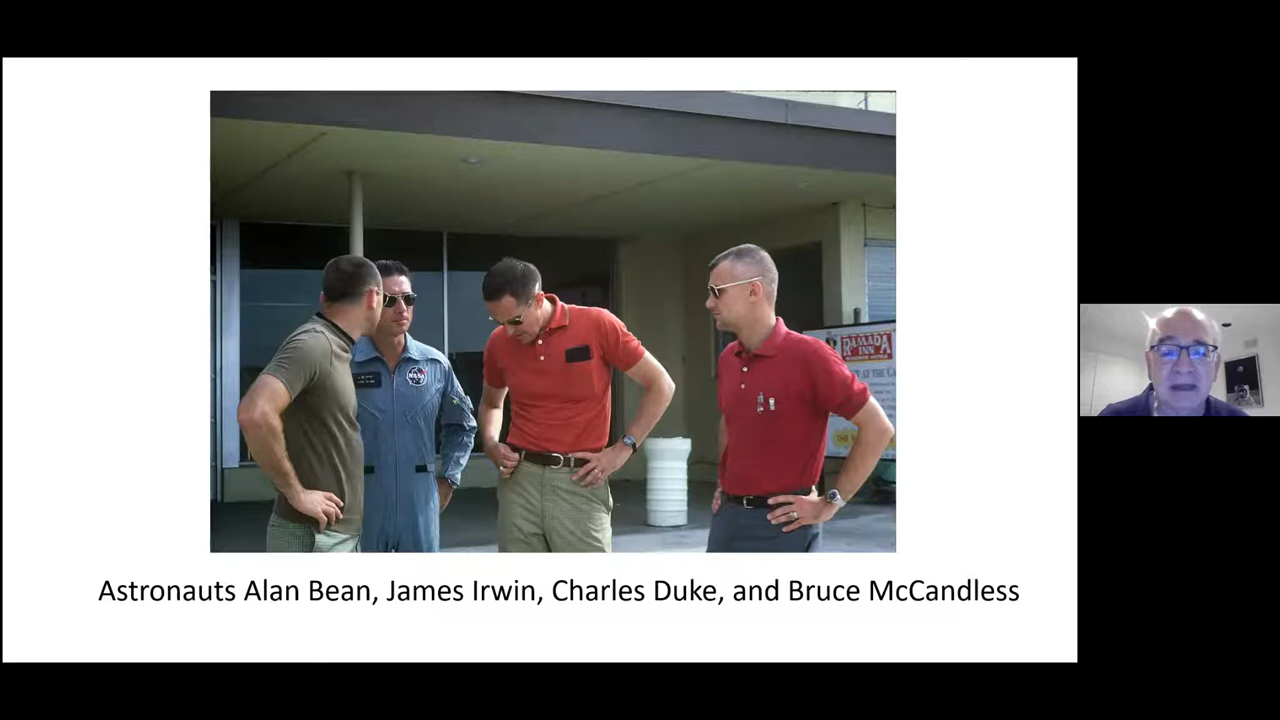 NASA
RAMADA
INN
Astronauts Alan Bean, James Irwin, Charles Duke, and Bruce McCandless